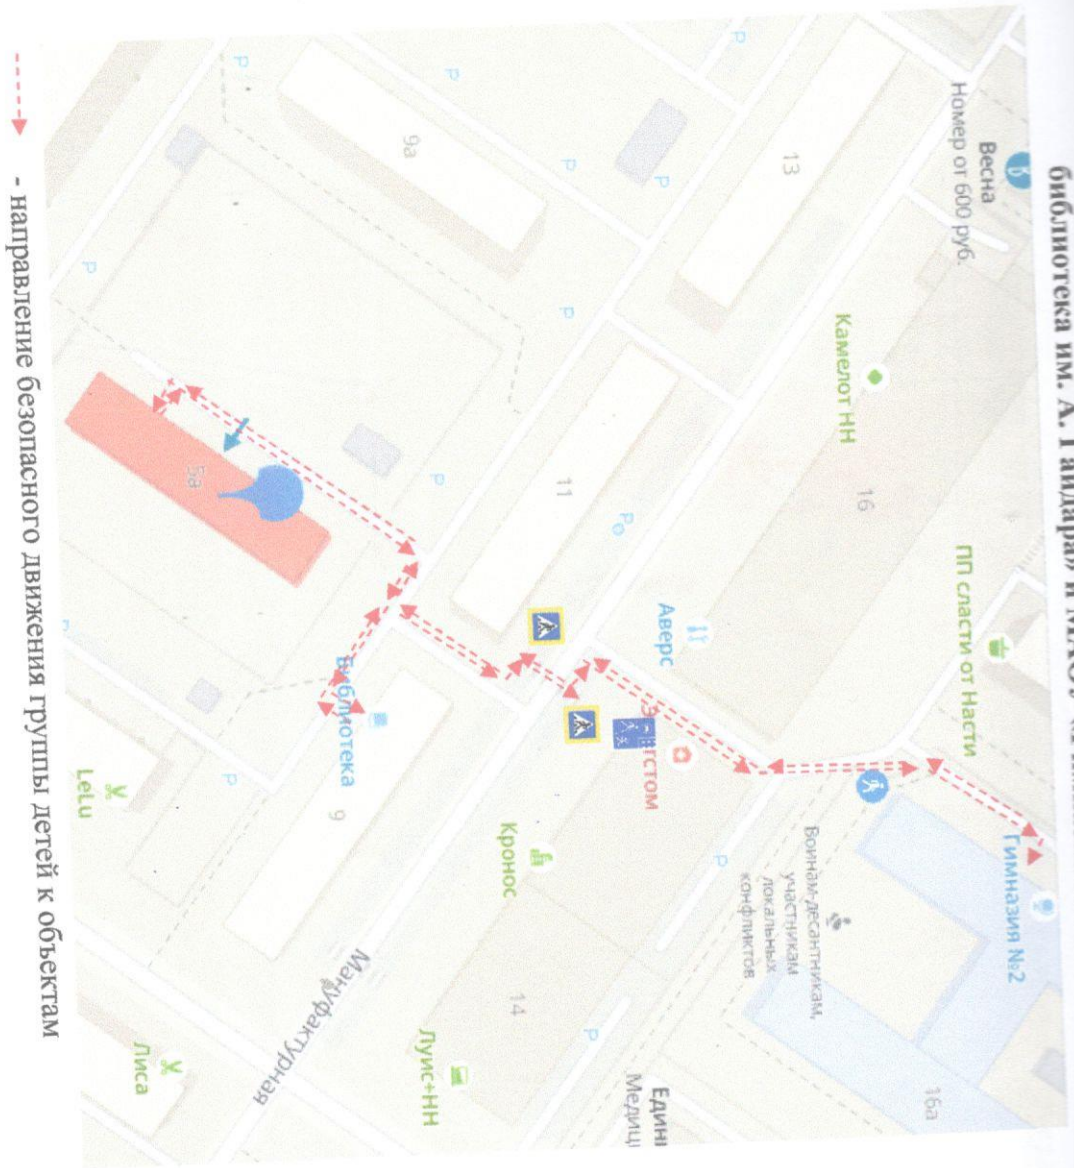 библиотека им. А. Гайдара» и МАОУ
Весна
Номер от 600 руб.
13
9а
Камелот НН
16
11
5а
ПП сласти от Насти
Аверс
Гимназия №2
Библиотека
9
LeLu
Кронос
Воинам-десантникам,
участникам
локальных
конфликтов
14
16а
Мануфактурная
Луис+НН
Лиса
P
P
P
P
P
P
P
P
P
P
P
P
P
- направление безопасного движения группы детей к объектам